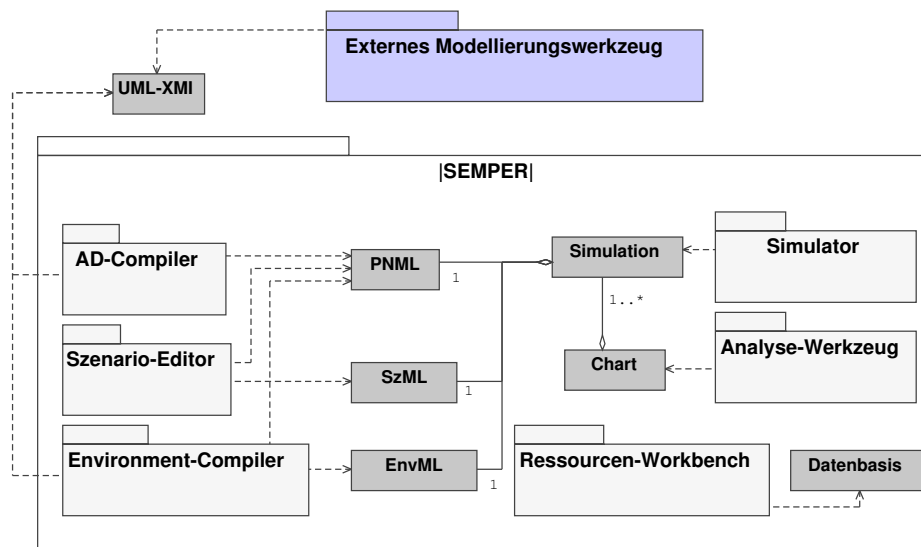 Externes Modellierungswerkzeug
UML-XMI
|SEMPER|
AD-Compiler
PNML
1
Simulation
Simulator
1..*
Szenario-Editor
SzML
1
Chart
Analyse-Werkzeug
Environment-Compiler
EnvML
1
Ressourcen-Workbench
Datenbasis